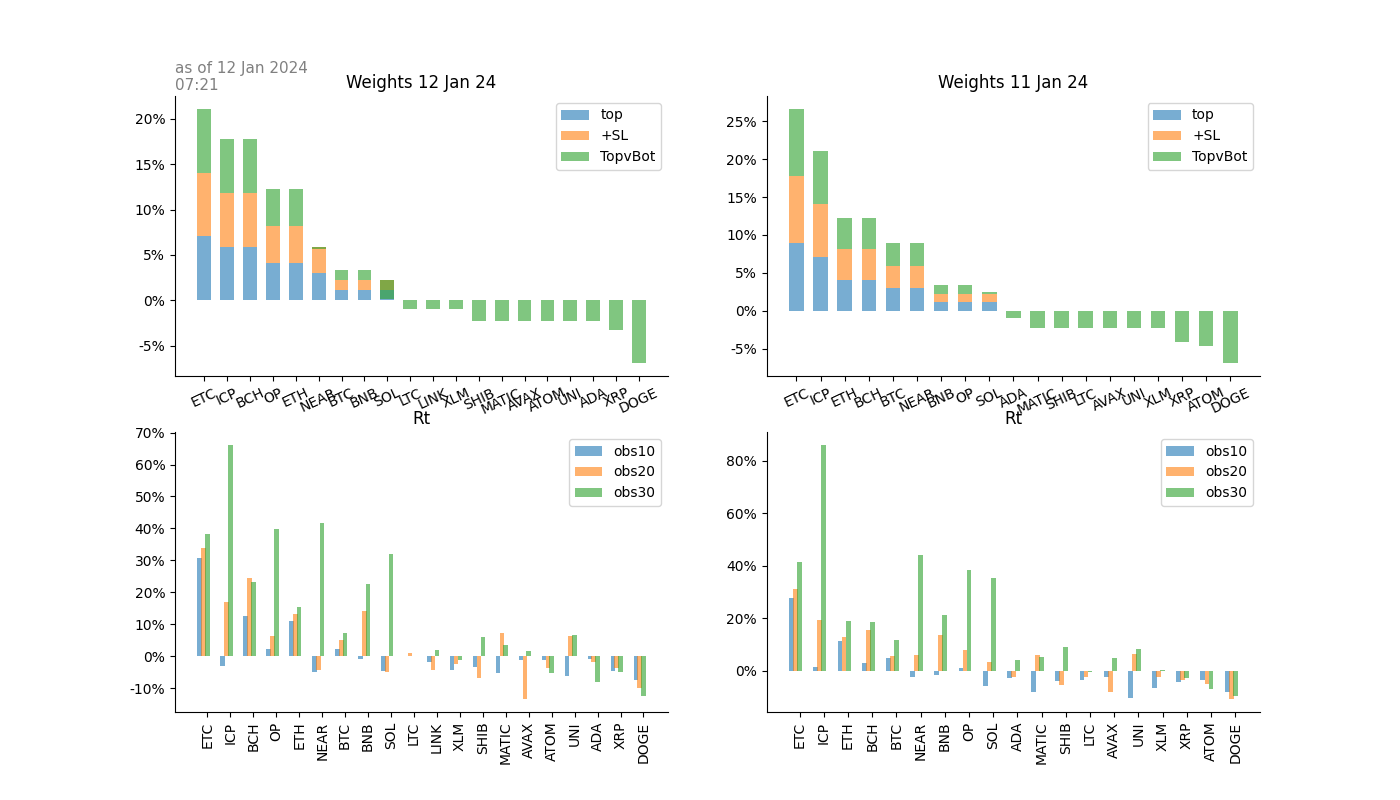 as of 12 Jan 2024
07:21
Weights 12 Jan 24
20%
15%
10%
5%
0%
-5%
top
+SL
TopvBot
ETC ICP BCH OP ETH NEAR BTC BNB SOL LTC LINK XLM SHIB MATIC AVAX ATOM UNI ADA XRP DOGE
Weights 11 Jan 24
25%
20%
15%
10%
5%
0%
-5%
top
+SL
TopvBot
ETC ICP ETH BCH BTC NEAR BNB OP SOL ADA MATIC SHIB LTC AVAX UNI XLM XRP ATOM DOGE
Rt
70%
60%
50%
40%
30%
20%
10%
0%
-10%
obs10
obs20
obs30
ETC ICP BCH OP ETH NEAR BTC BNB SOL LTC LINK XLM SHIB MATIC AVAX ATOM UNI ADA XRP DOGE
Rt
80%
60%
40%
20%
0%
obs10
obs20
obs30
ETC ICP ETH BCH BTC NEAR BNB OP SOL ADA MATIC SHIB LTC AVAX UNI XLM XRP ATOM DOGE